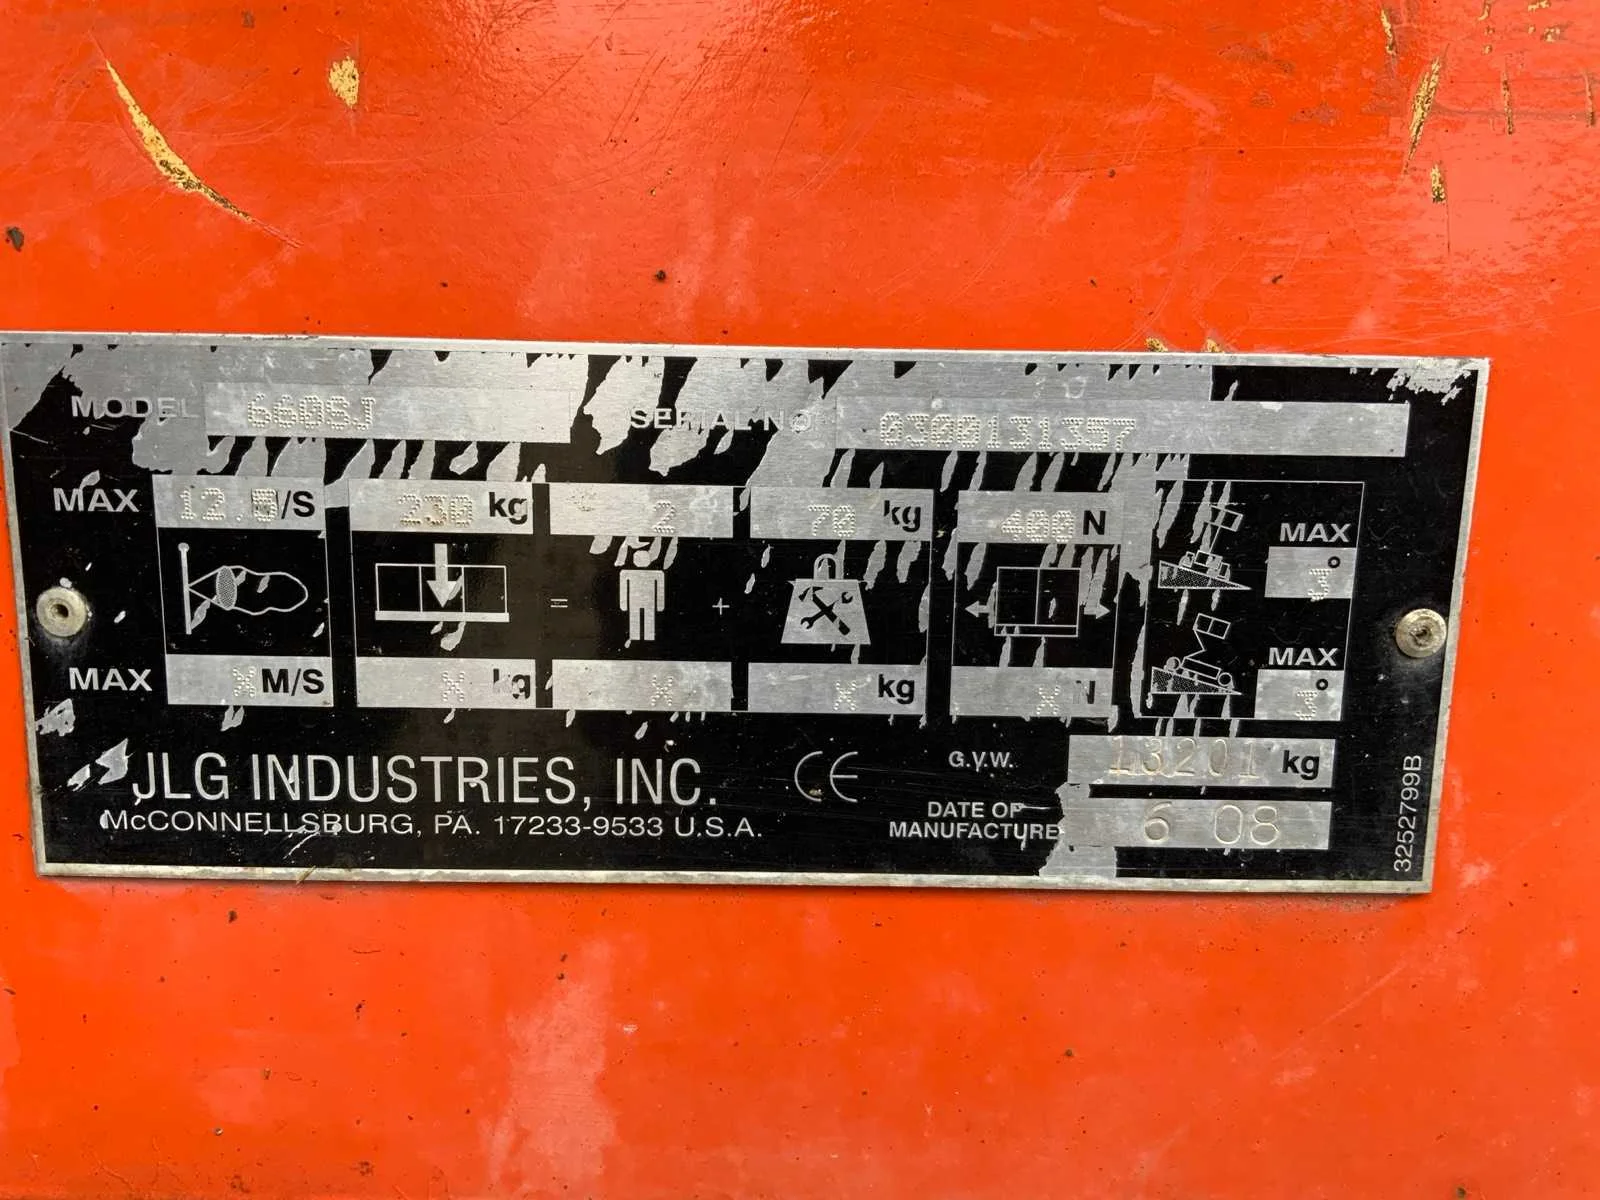 MODEL 660SJ SERIAL NO 0300131357
MAX 12.5/S 230 kg 2 70 kg 400 N
MAX
3°
= +
MAX
3°
MAX X M/S X kg X X kg X N
JLG INDUSTRIES, INC. CE G.V.W. 13201 kg
McCONNELLSBURG, PA. 17233-9533 U.S.A. DATE OF MANUFACTURE 6 08
3252799B